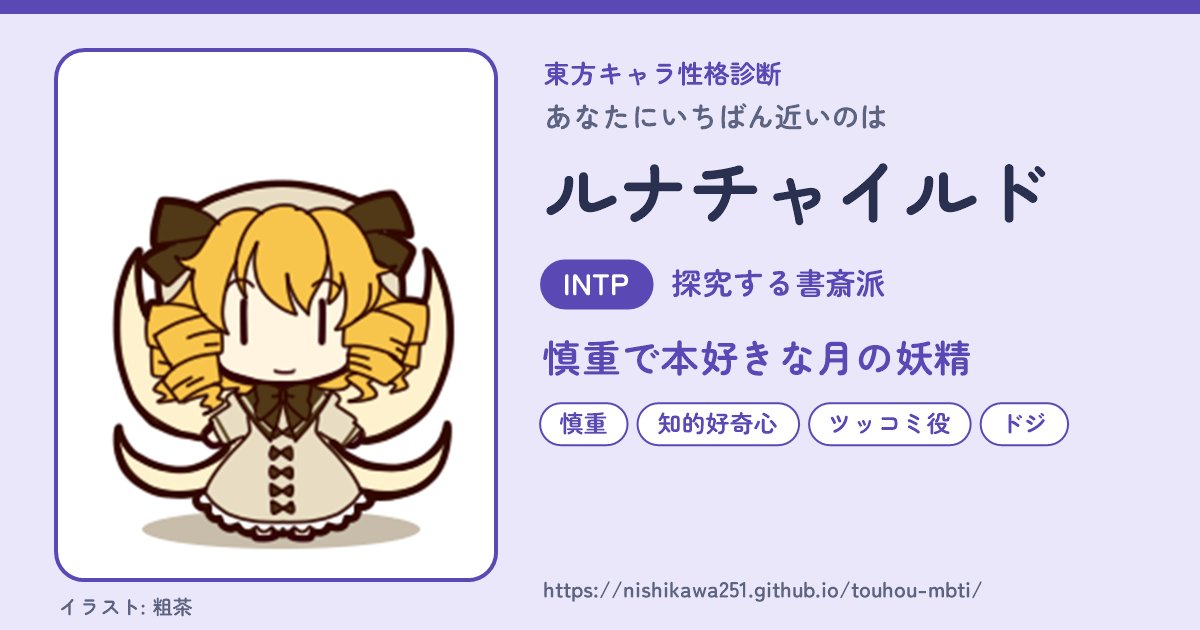 東方キャラ性格診断
あなたにいちばん近いのは
ルナチャイルド
INTP 探究する書斎派
慎重で本好きな月の妖精
慎重 知的好奇心 ツッコミ役 ドジ
https://nishikawa251.github.io/touhou-mbti/
イラスト: 粗茶